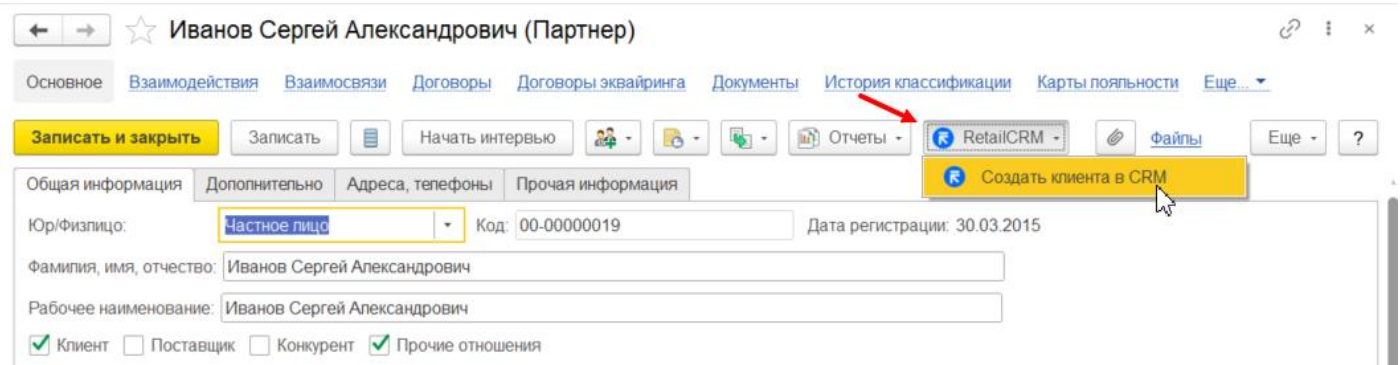 Иванов Сергей Александрович (Партнер)
Основное Взаимодействия Взаимосвязи Договоры Договоры эквайринга Документы История классификации Карты лояльности Еще...
Записать и закрыть Записать Начать интервью Отчеты RetailCRM Файлы Еще ?
Создать клиента в CRM
Общая информация Дополнительно Адреса, телефоны Прочая информация
Юр/Физлицо: Частное лицо Код: 00-00000019 Дата регистрации: 30.03.2015
Фамилия, имя, отчество: Иванов Сергей Александрович
Рабочее наименование: Иванов Сергей Александрович
Клиент Поставщик Конкурент Прочие отношения